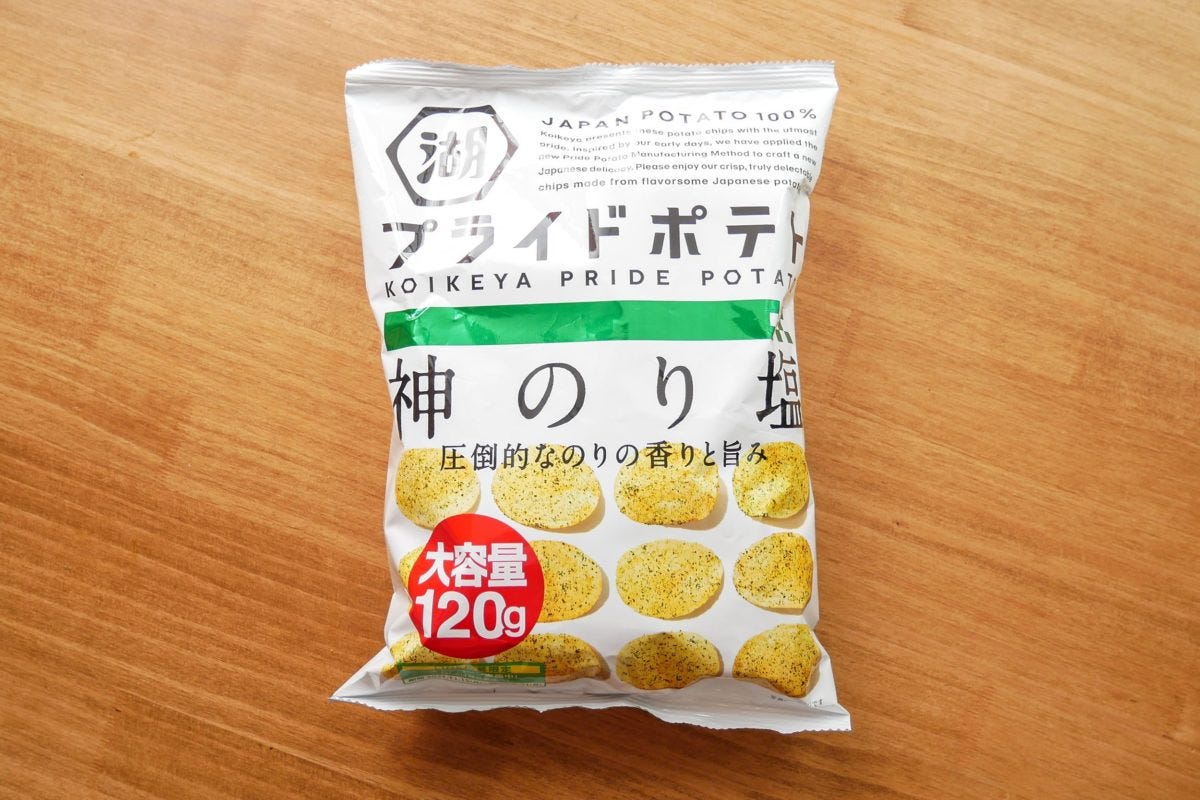 湖
JAPAN POTATO 100%
Koikeya presents these potato chips with the utmost
pride. Inspired by our early days, we have applied the
new Pride Potato Manufacturing Method to craft a new
Japanese delicacy. Please enjoy our crisp, truly delectable
chips made from flavorsome Japanese
プライドポテト
KOIKEYA PRIDE POTAT
神のり塩
圧倒的なのりの香りと旨み
大容量
120g